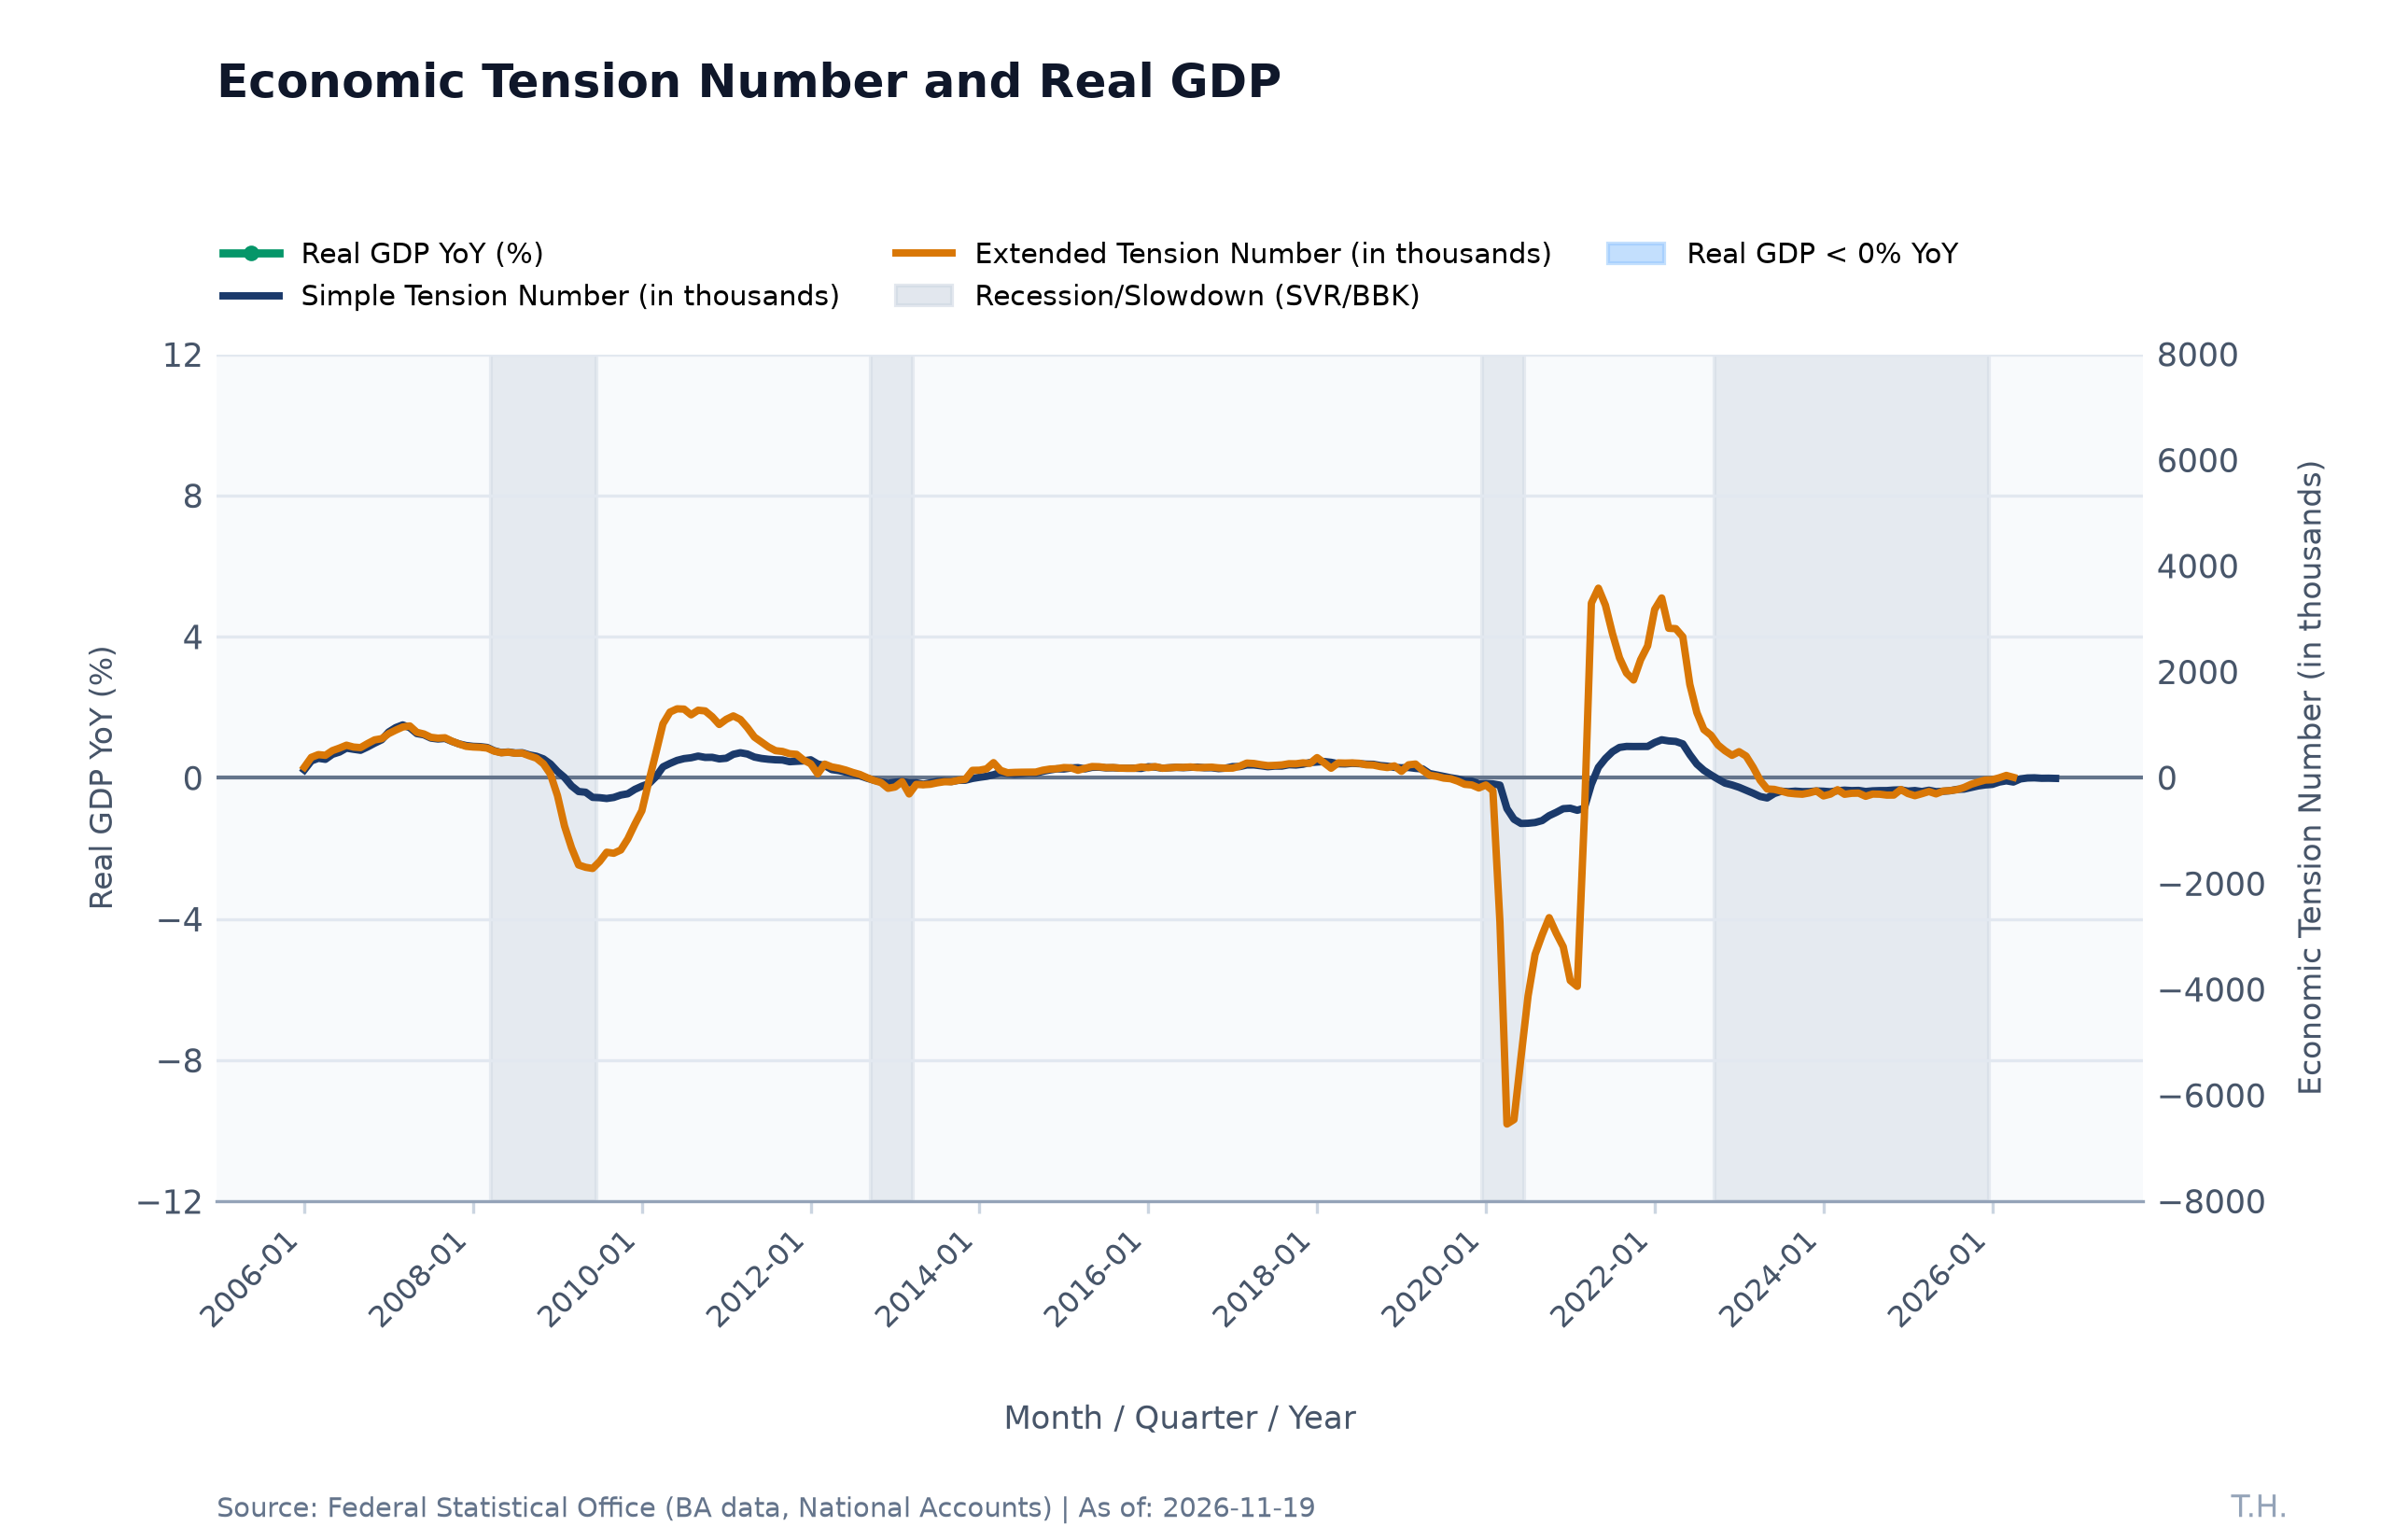 Economic Tension Number and Real GDP
Real GDP YoY (%)
Simple Tension Number (in thousands)
Extended Tension Number (in thousands)
Recession/Slowdown (SVR/BBK)
Real GDP < 0% YoY
12
8
4
0
−4
−8
−12
Real GDP YoY (%)
8000
6000
4000
2000
0
−2000
−4000
−6000
−8000
Economic Tension Number (in thousands)
2006-01
2008-01
2010-01
2012-01
2014-01
2016-01
2018-01
2020-01
2022-01
2024-01
2026-01
Month / Quarter / Year
Source: Federal Statistical Office (BA data, National Accounts) | As of: 2026-11-19
T.H.